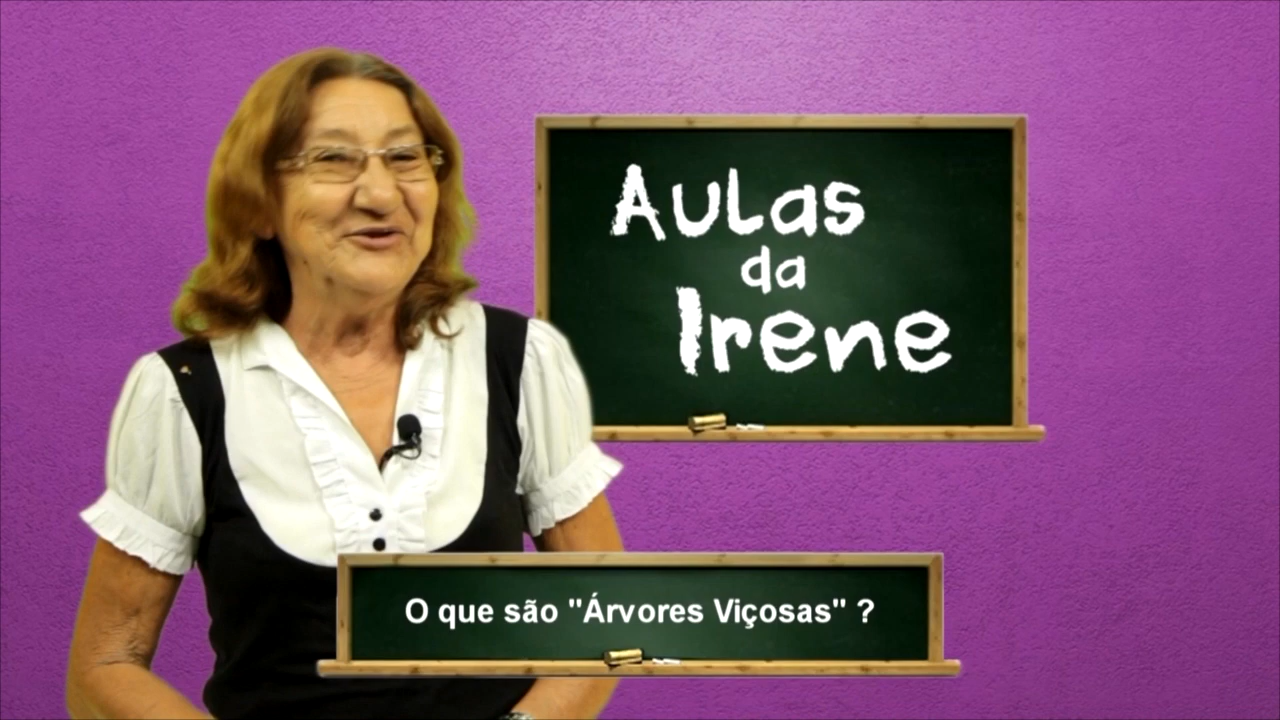 Aulas
da
Irene
O que são "Árvores Viçosas" ?